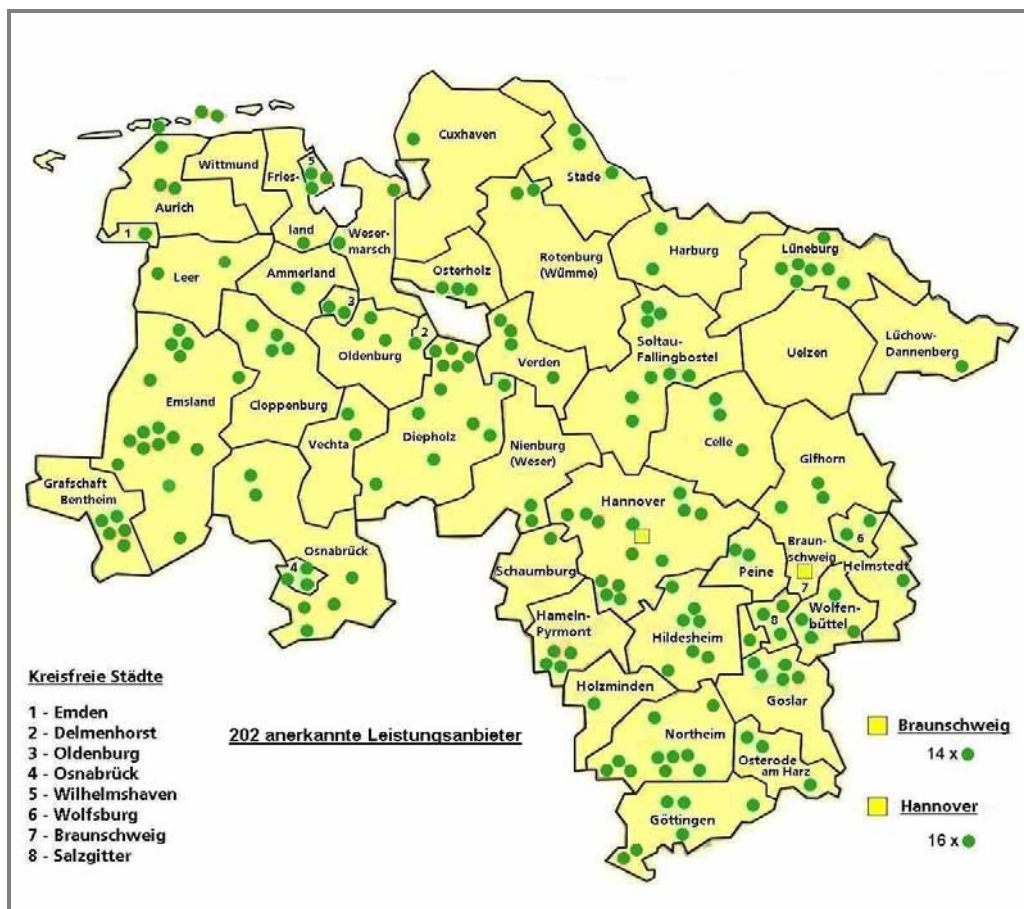 Cuxhaven
Wittmund
5
Fries-
Stade
Aurich
land
Weser-
marsch
1
Harburg
Lüneburg
Rotenburg
(Wümme)
Leer
Ammerland
Osterholz
3
2
Oldenburg
Soltau-
Fallingbostel
Uelzen
Lüchow-
Dannenberg
Verden
Emsland
Cloppenburg
Vechta
Diepholz
Nienburg
(Weser)
Celle
Gifhorn
Grafschaft
Bentheim
Hannover
6
Osnabrück
4
Braun-
schweig
7
Helmstedt
Schaumburg
Peine
Wolfen-
büttel
8
Hameln-
Pyrmont
Hildesheim
Holzminden
Goslar
Northeim
Osterode
am Harz
Göttingen
Kreisfreie Städte
1 - Emden
2 - Delmenhorst
3 - Oldenburg
4 - Osnabrück
5 - Wilhelmshaven
6 - Wolfsburg
7 - Braunschweig
8 - Salzgitter
202 anerkannte Leistungsanbieter
Braunschweig
14 x
Hannover
16 x